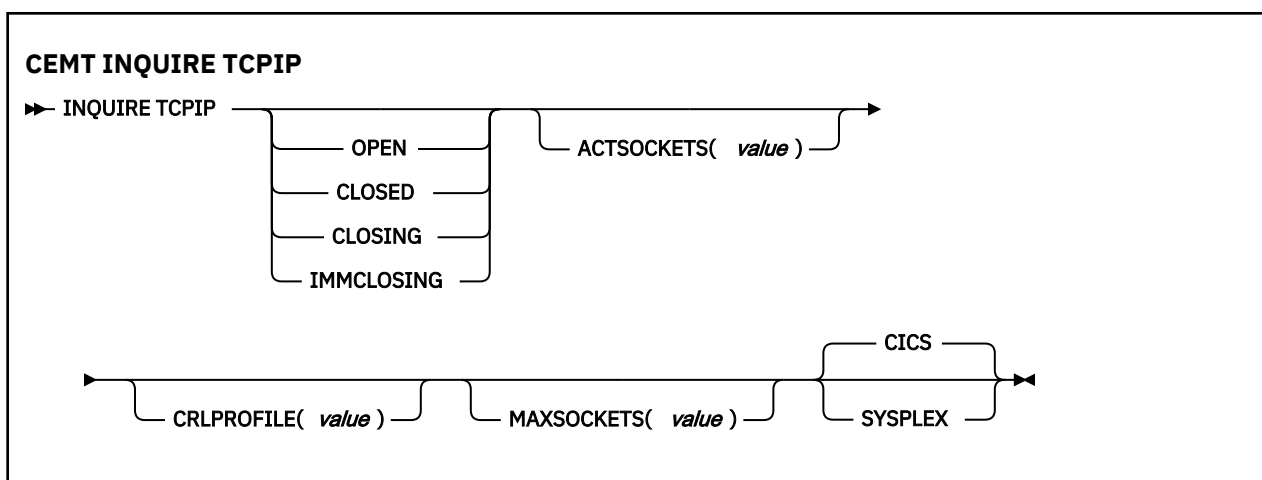 CEMT INQUIRE TCPIP
INQUIRE TCPIP
OPEN
ACTSOCKETS( value )
CLOSED
CLOSING
IMMCLOSING
CICS
CRLPROFILE( value )
MAXSOCKETS( value )
SYSPLEX